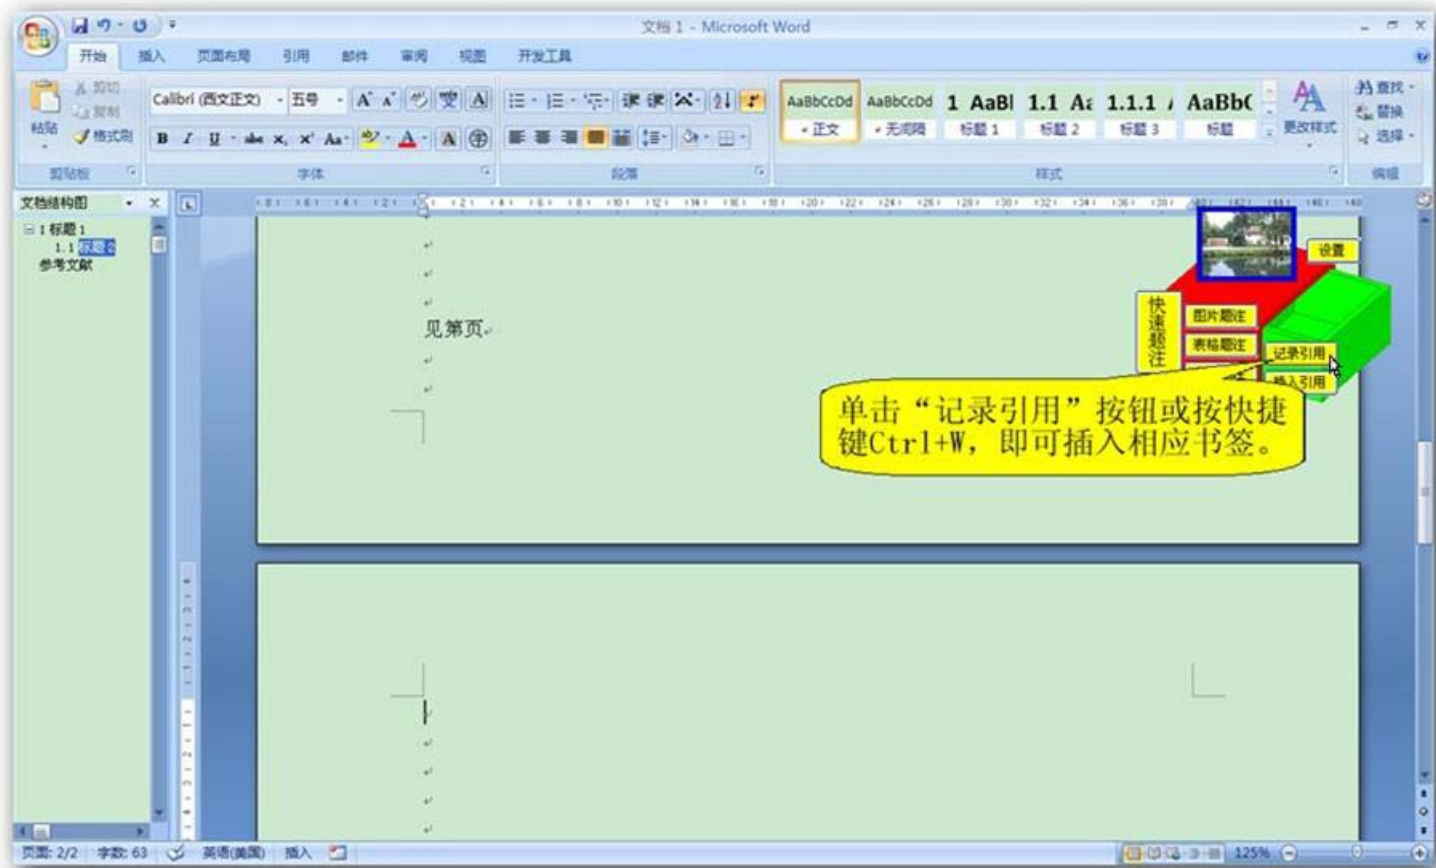 文档 1 - Microsoft Word
开始 插入 页面布局 引用 邮件 审阅 视图 开发工具
粘贴
剪切
复制
格式刷
剪贴板
Calibri (西文正文) 五号
B I U abc x₂ x² Aa A A
字体
段落
AaBbCcDd AaBbCcDd 1 AaBl 1.1 Aa 1.1.1 AaBb(
正文 无间隔 标题 1 标题 2 标题 3 标题
更改样式
样式
查找
替换
选择
编辑
文档结构图
1 标题 1
1.1 标题 2
参考文献
见第页
设置
快速题注
图片题注
表格题注
记录引用
插入引用
单击“记录引用”按钮或按快捷
键Ctrl+W，即可插入相应书签。
页面: 2/2 字数: 63 英语(美国) 插入 125%